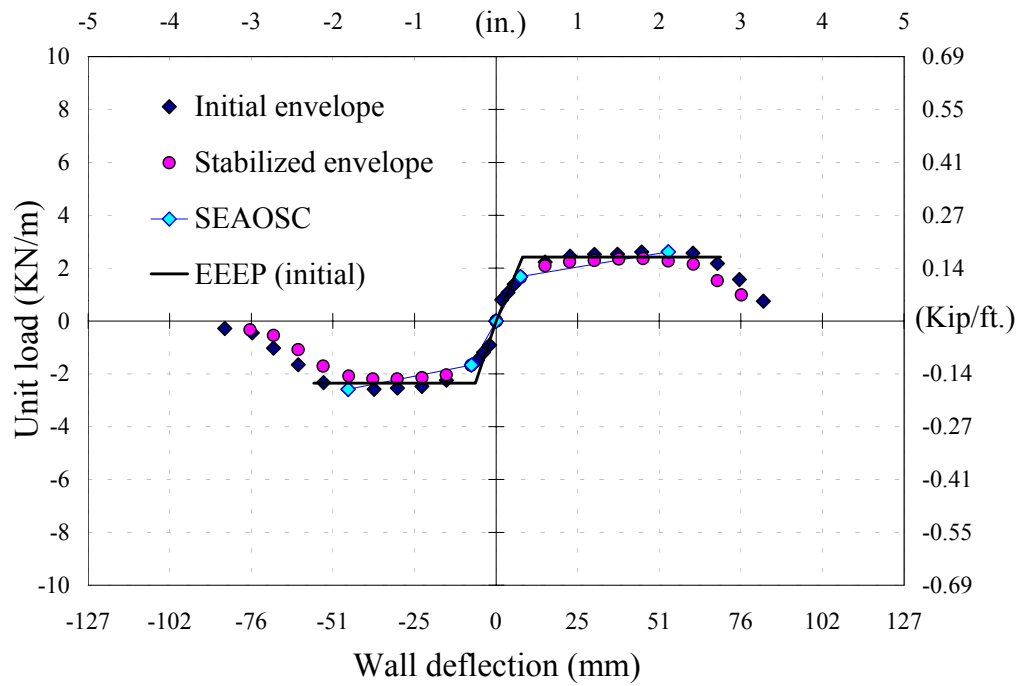 -5 -4 -3 -2 -1 (in.) 1 2 3 4 5
10 0.69
8 0.55
6 0.41
4 0.27
2 0.14
0 (Kip/ft.)
-2 -0.14
-4 -0.27
-6 -0.41
-8 -0.55
-10 -0.69
Initial envelope
Stabilized envelope
SEAOSC
EEEP (initial)
Unit load (KN/m)
-127 -102 -76 -51 -25 0 25 51 76 102 127
Wall deflection (mm)